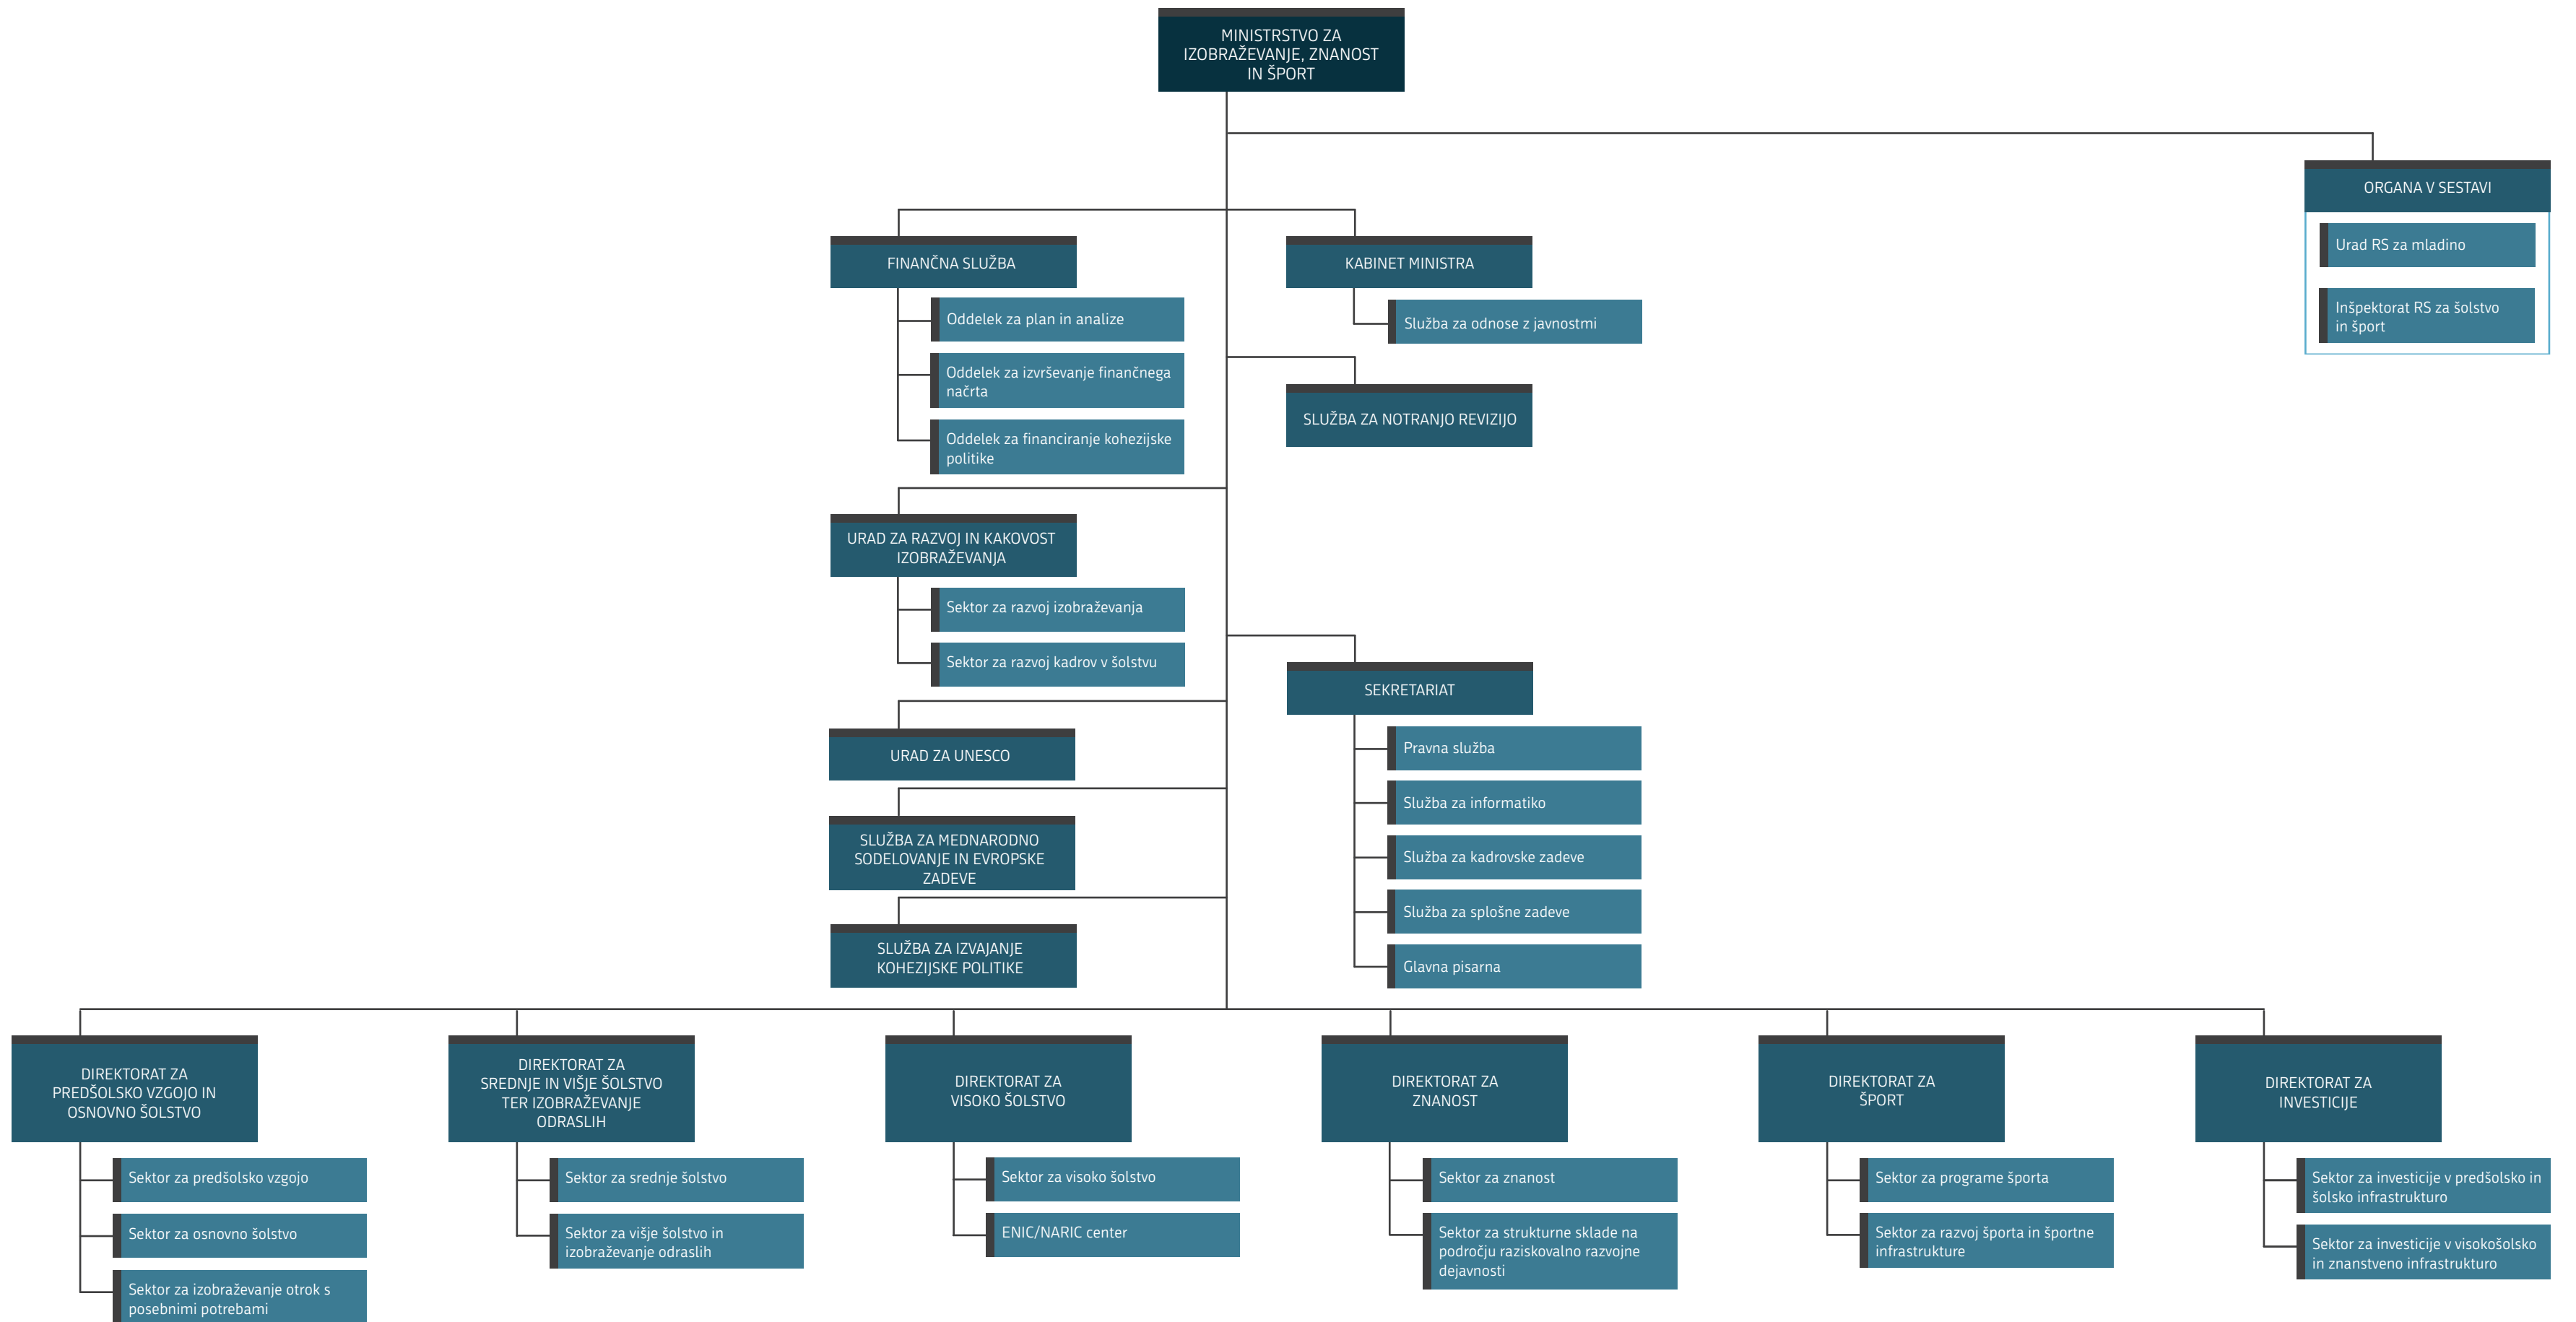 MINISTRSTVO ZA
IZOBRAŽEVANJE, ZNANOST
IN ŠPORT
ORGANA V SESTAVI
Urad RS za mladino
Inšpektorat RS za šolstvo
in šport
FINANČNA SLUŽBA
Oddelek za plan in analize
Oddelek za izvrševanje finančnega
načrta
Oddelek za financiranje kohezijske
politike
KABINET MINISTRA
Služba za odnose z javnostmi
SLUŽBA ZA NOTRANJO REVIZIJO
URAD ZA RAZVOJ IN KAKOVOST
IZOBRAŽEVANJA
Sektor za razvoj izobraževanja
Sektor za razvoj kadrov v šolstvu
SEKRETARIAT
Pravna služba
Služba za informatiko
Služba za kadrovske zadeve
Služba za splošne zadeve
Glavna pisarna
URAD ZA UNESCO
SLUŽBA ZA MEDNARODNO
SODELOVANJE IN EVROPSKE
ZADEVE
SLUŽBA ZA IZVAJANJE
KOHEZIJSKE POLITIKE
DIREKTORAT ZA
PREDŠOLSKO VZGOJO IN
OSNOVNO ŠOLSTVO
Sektor za predšolsko vzgojo
Sektor za osnovno šolstvo
Sektor za izobraževanje otrok s
posebnimi potrebami
DIREKTORAT ZA
SREDNJE IN VIŠJE ŠOLSTVO
TER IZOBRAŽEVANJE
ODRASLIH
Sektor za srednje šolstvo
Sektor za višje šolstvo in
izobraževanje odraslih
DIREKTORAT ZA
VISOKO ŠOLSTVO
Sektor za visoko šolstvo
ENIC/NARIC center
DIREKTORAT ZA
ZNANOST
Sektor za znanost
Sektor za strukturne sklade na
področju raziskovalno razvojne
dejavnosti
DIREKTORAT ZA
ŠPORT
Sektor za programe športa
Sektor za razvoj športa in športne
infrastrukture
DIREKTORAT ZA
INVESTICIJE
Sektor za investicije v predšolsko in
šolsko infrastrukturo
Sektor za investicije v visokošolsko
in znanstveno infrastrukturo